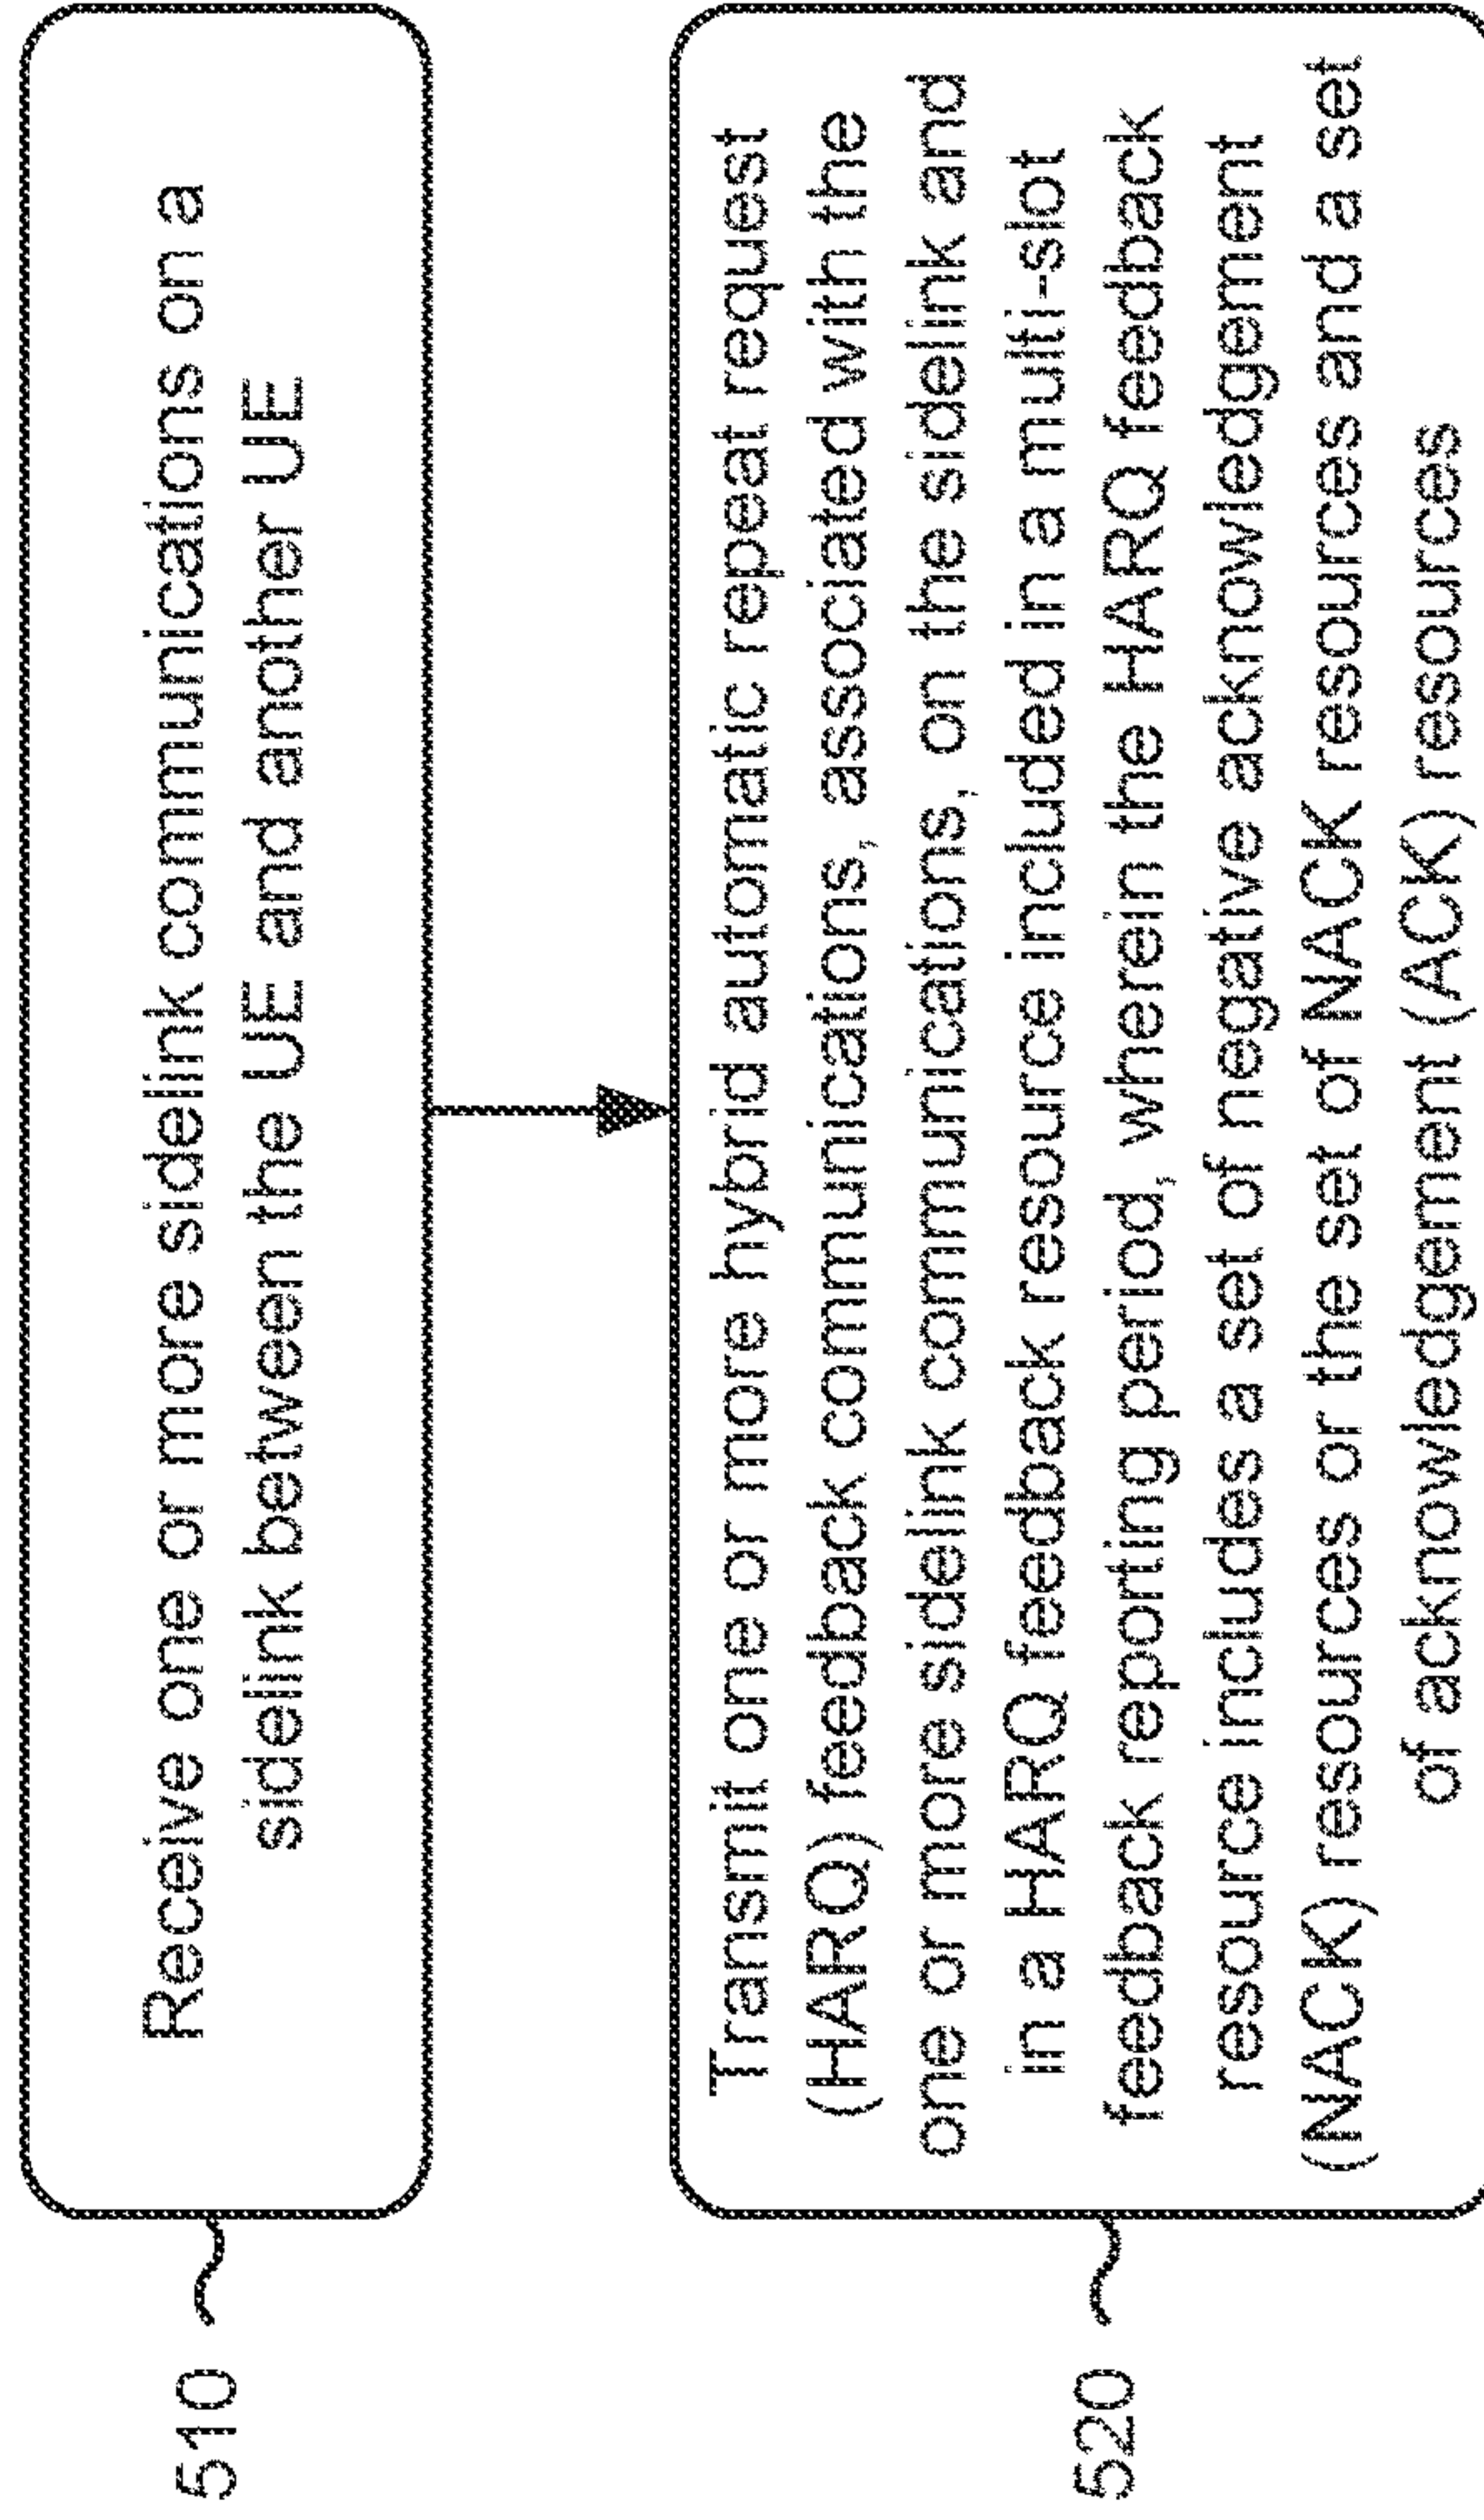 510
Receive one or more sidelink communications on a
sidelink between the UE and another UE
520
Transmit one or more hybrid automatic repeat request
(HARQ) feedback communications, associated with the
one or more sidelink communications, on the sidelink and
in a HARQ feedback resource included in a multi-slot
feedback reporting period, wherein the HARQ feedback
resource includes a set of negative acknowledgement
(NACK) resources or the set of NACK resources and a set
of acknowledgement (ACK) resources